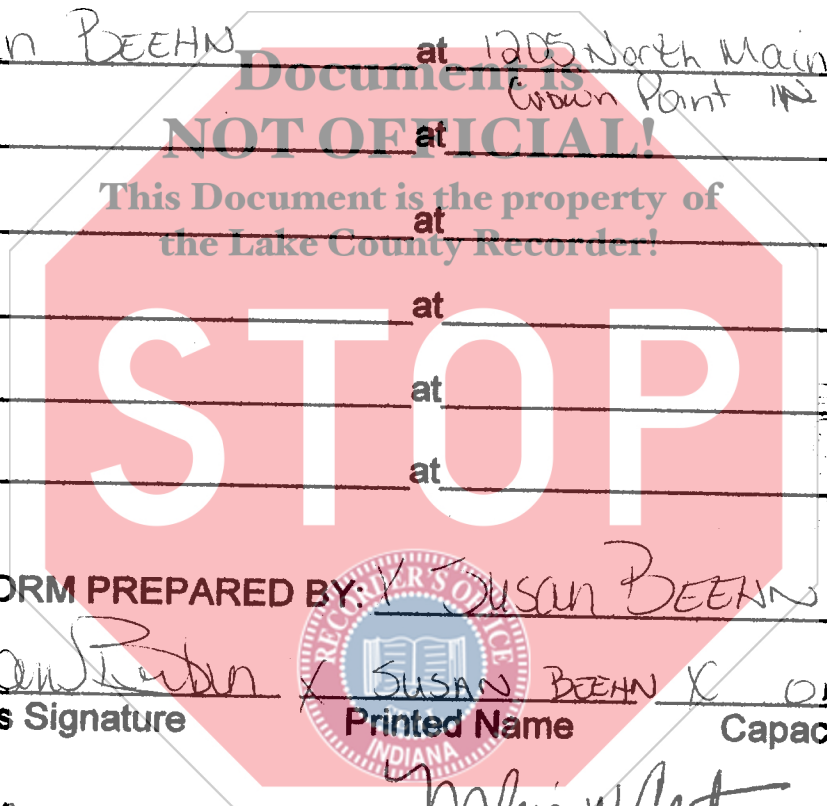 n BEEHN at 1205 North Main
Crown Point IN
Document is
NOT OFFICIAL!
at
This Document is the property of
the Lake County Recorder!
at
at
at
at
STOP
ORM PREPARED BY: X Susan BEEHN
X SUSAN BEEHN X
s Signature Printed Name Capac
RECORDER'S OFFICE
INDIANA